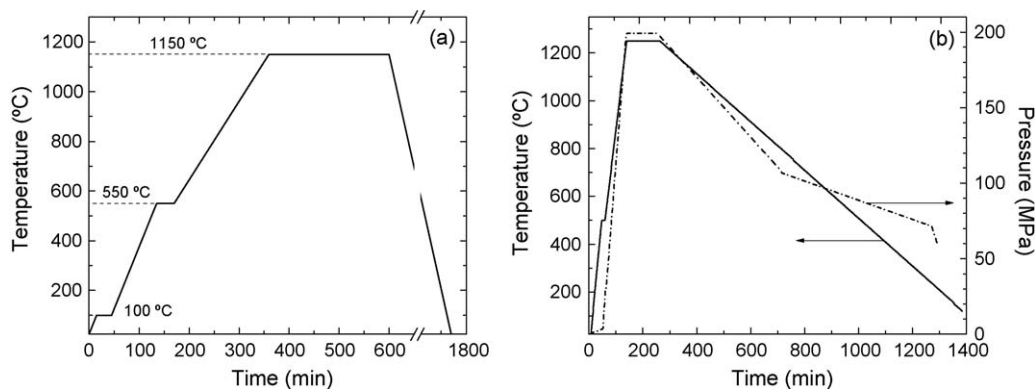 (a)
1150 ºC
550 ºC
100 ºC
Temperature (ºC)
1200
1000
800
600
400
200
0 100 200 300 400 500 600 1800
Time (min)
(b)
Temperature (ºC)
1200
1000
800
600
400
200
0 200 400 600 800 1000 1200 1400
Time (min)
200
150
100
50
0
Pressure (MPa)